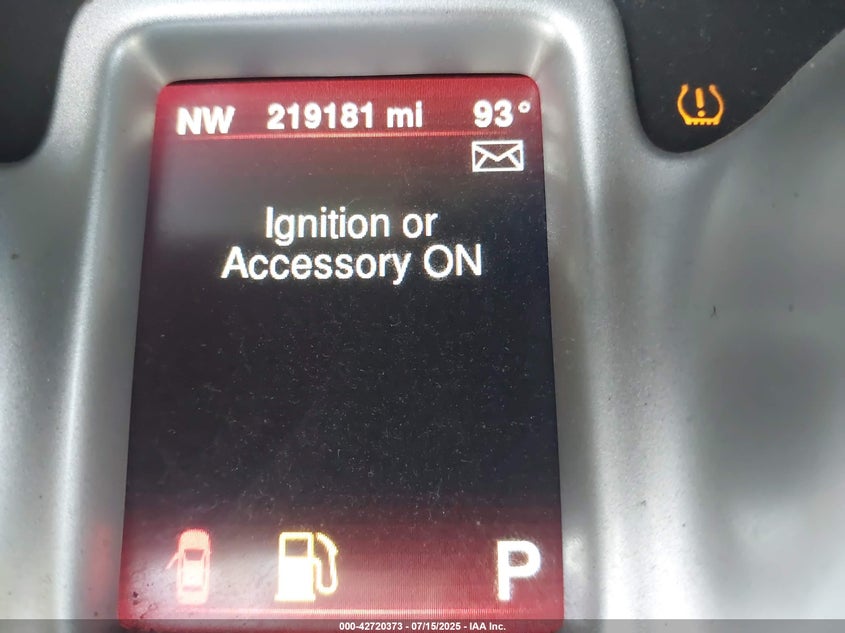 NW 219181 mi 93°
Ignition or
Accessory ON
P
000-42720373 - 07/15/2025 - IAA Inc.